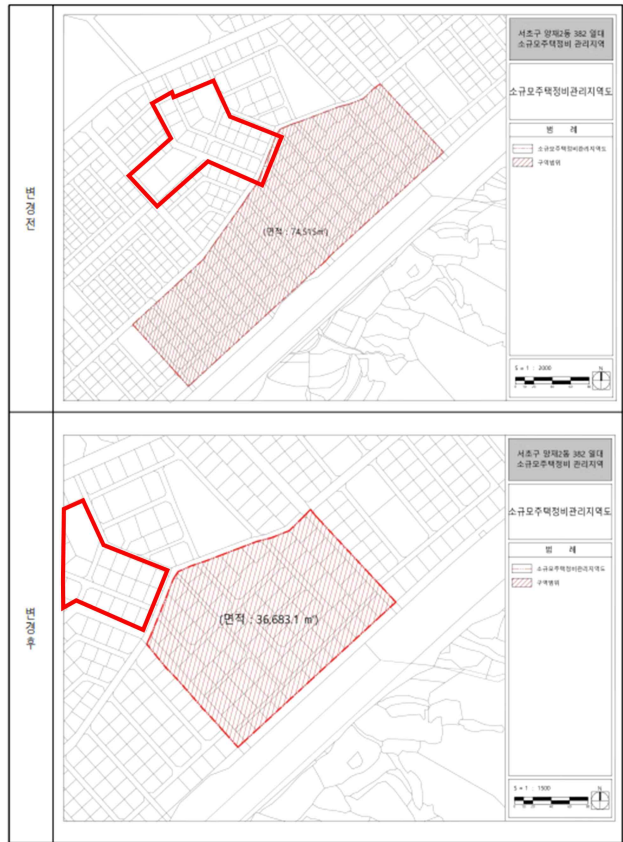 변경전
서초구 양재2동 382 일대
소규모주택정비 관리지역
소규모주택정비관리지역도
범 례
소규모주택정비관리지역도
구역범위
(면적 : 74,515㎡)
S = 1 : 2000
N
변경후
서초구 양재2동 382 일대
소규모주택정비 관리지역
소규모주택정비관리지역도
범 례
소규모주택정비관리지역도
구역범위
(면적 : 36,683.1 ㎡)
S = 1 : 1500
N